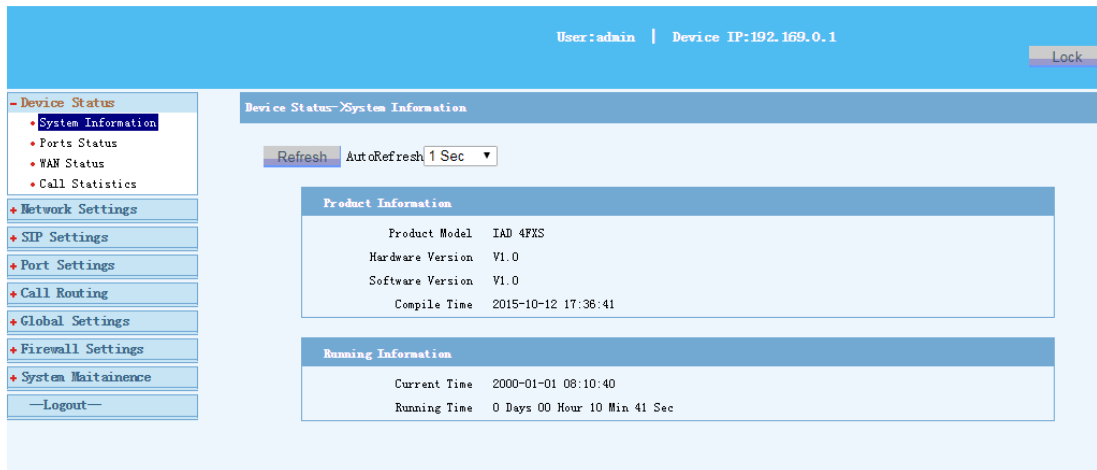 User:admin | Device IP:192.169.0.1
Lock
Device Status
System Information
Ports Status
WAN Status
Call Statistics
Network Settings
SIP Settings
Port Settings
Call Routing
Global Settings
Firewall Settings
System Maitainence
—Logout—
Device Status->System Information
Refresh AutoRefresh 1 Sec
Product Information
Product Model IAD 4FXS
Hardware Version V1.0
Software Version V1.0
Compile Time 2015-10-12 17:36:41
Running Information
Current Time 2000-01-01 08:10:40
Running Time 0 Days 00 Hour 10 Min 41 Sec